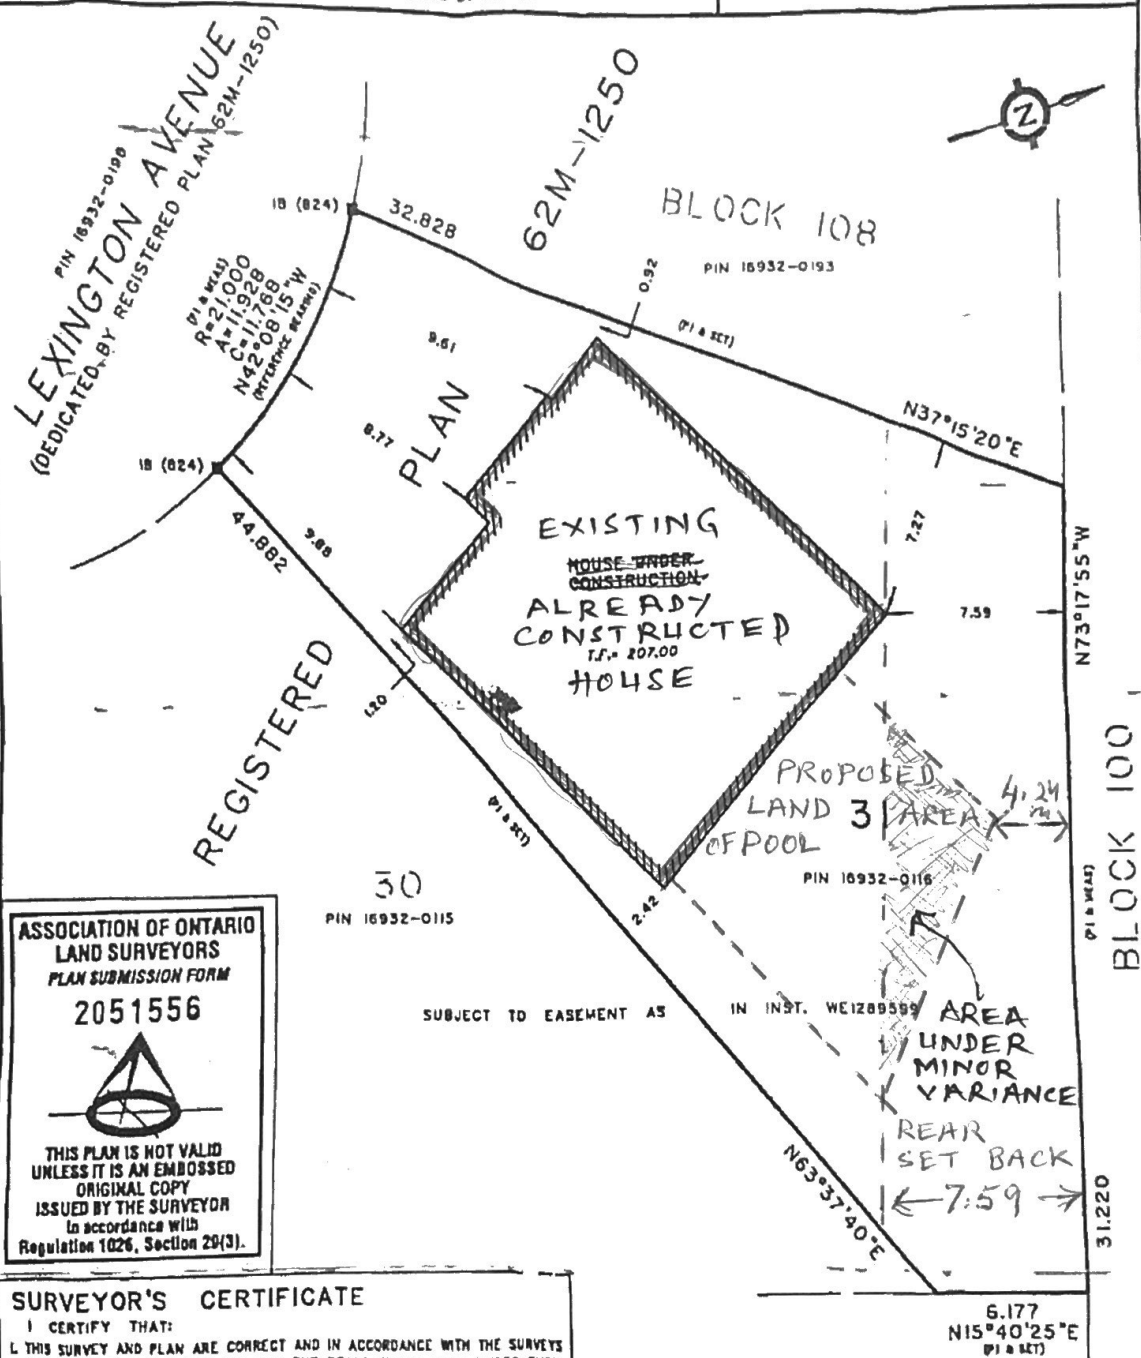 LEXINGTON AVENUE
(DEDICATED BY REGISTERED PLAN 62M-1250)
PIN 16932-0198
62M-1250
Z
BLOCK 108
PIN 16932-0193
IB (824)
32.828
0.92
(P1 & SET)
N37°15'20"E
(P1 & MEAS)
R=21.000
A=11.928
C=11.768
N42°08'15"W
(REFERENCE BEARING)
9.61
8.77
PLAN
IB (824)
44.882
9.88
7.27
7.59
N73°17'55"W
EXISTING
HOUSE UNDER
CONSTRUCTION
ALREADY
CONSTRUCTED
T.F.= 207.00
HOUSE
1.20
REGISTERED
(P1 & SET)
PROPOSED
LAND 31 AREA
OF POOL
4.24
m
PIN 16932-0116
BLOCK 100
(P1 & MEAS)
30
PIN 16932-0115
2.42
SUBJECT TO EASEMENT AS IN INST. WE1289599
AREA
UNDER
MINOR
VARIANCE
REAR
SET BACK
7.59
N63°37'40"E
31.220
6.177
N15°40'25"E
(P1 & SET)
ASSOCIATION OF ONTARIO
LAND SURVEYORS
PLAN SUBMISSION FORM
2051556
THIS PLAN IS NOT VALID
UNLESS IT IS AN EMBOSSED
ORIGINAL COPY
ISSUED BY THE SURVEYOR
In accordance with
Regulation 1026, Section 29(3).
SURVEYOR'S CERTIFICATE
I CERTIFY THAT:
1. THIS SURVEY AND PLAN ARE CORRECT AND IN ACCORDANCE WITH THE SURVEYS